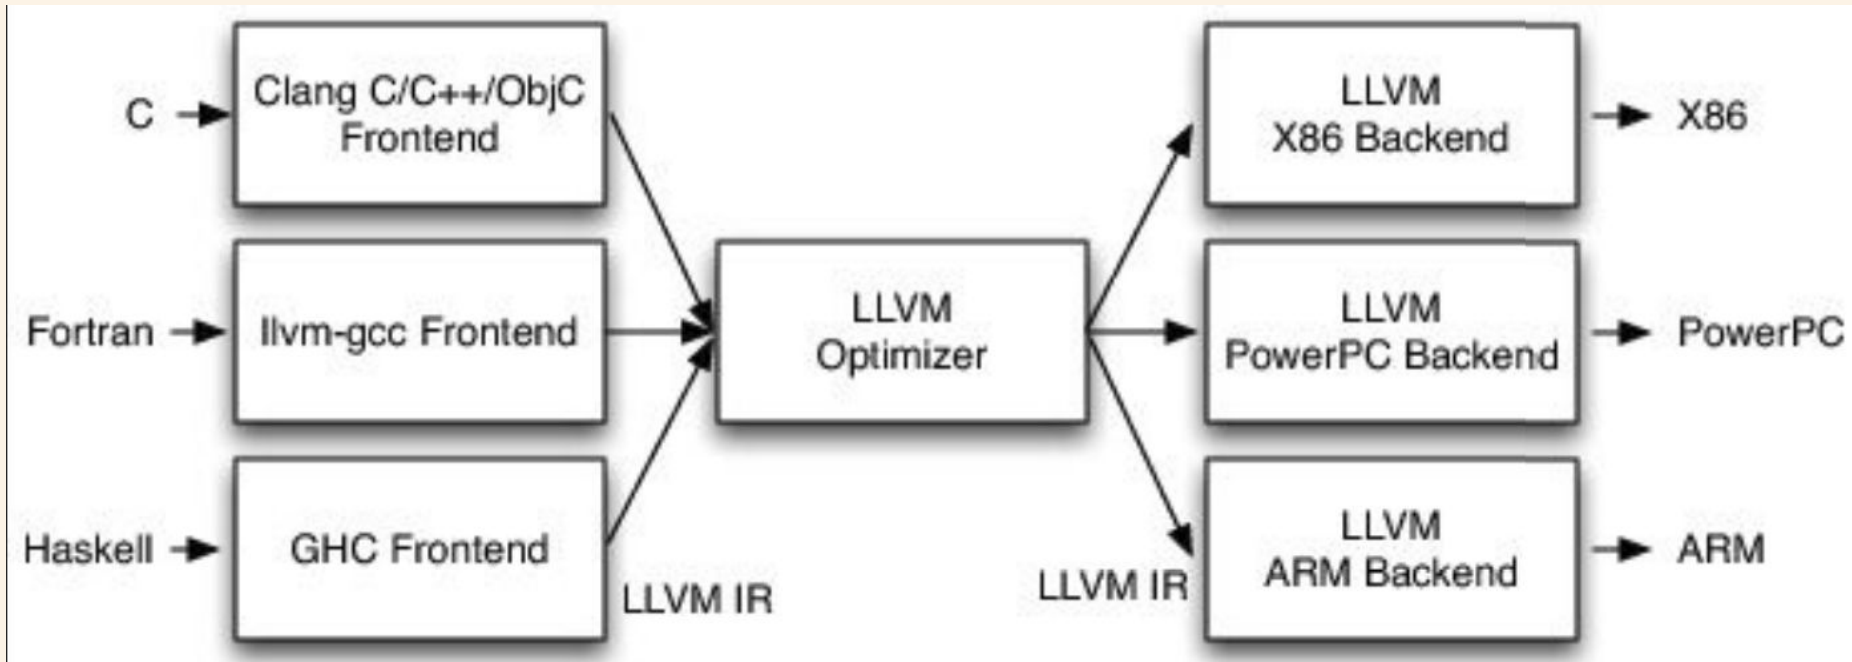 C
Clang C/C++/ObjC
Frontend
Fortran
llvm-gcc Frontend
Haskell
GHC Frontend
LLVM IR
LLVM
Optimizer
LLVM IR
LLVM
X86 Backend
X86
LLVM
PowerPC Backend
PowerPC
LLVM
ARM Backend
ARM